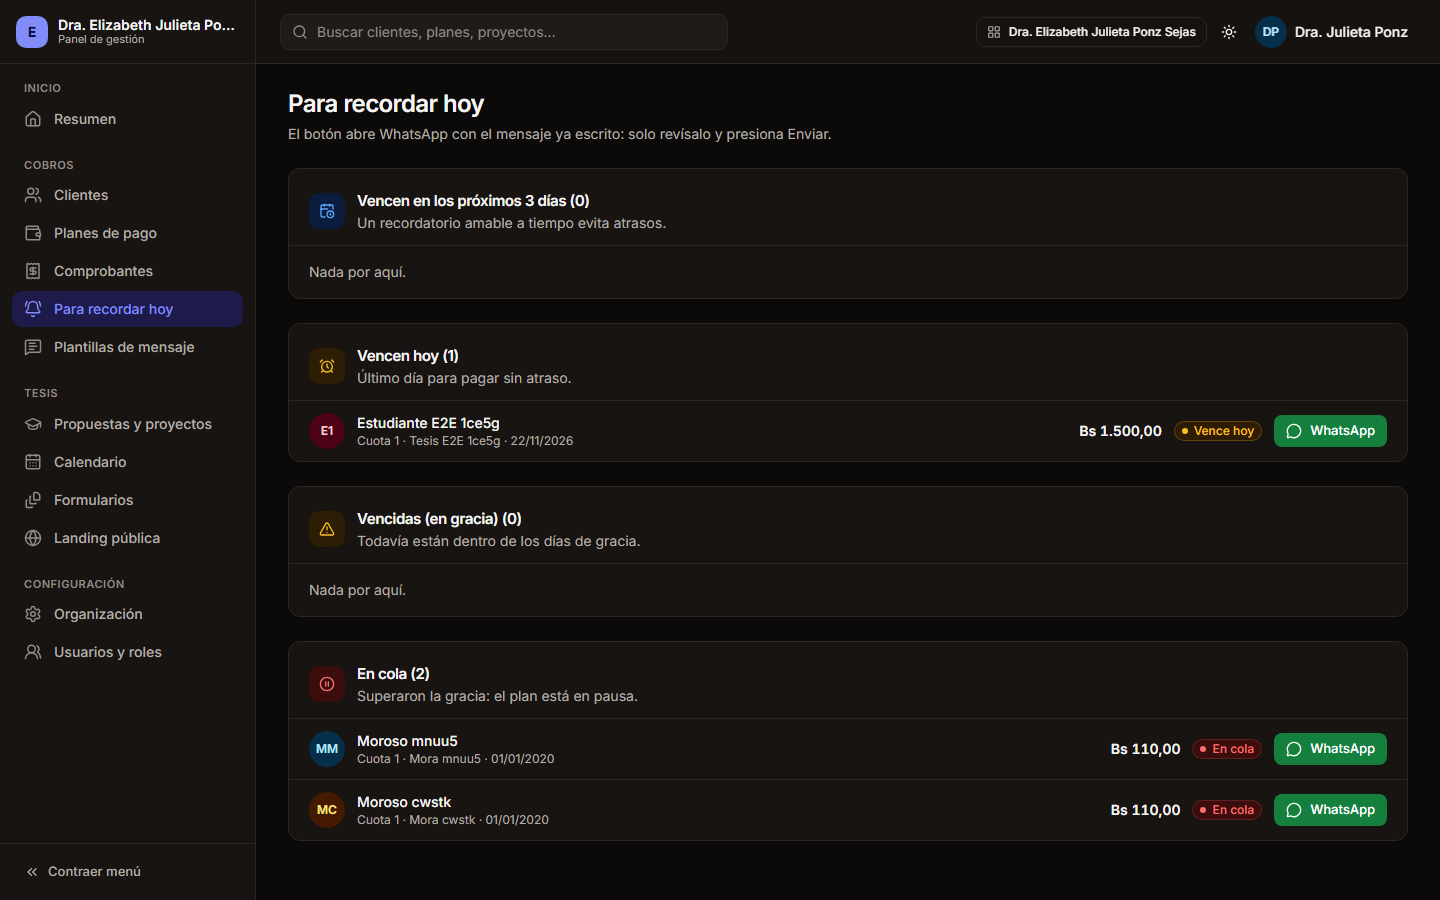 E
Dra. Elizabeth Julieta Po...
Panel de gestión
Buscar clientes, planes, proyectos...
Dra. Elizabeth Julieta Ponz Sejas
DP
Dra. Julieta Ponz
INICIO
Resumen
COBROS
Clientes
Planes de pago
Comprobantes
Para recordar hoy
Plantillas de mensaje
TESIS
Propuestas y proyectos
Calendario
Formularios
Landing pública
CONFIGURACIÓN
Organización
Usuarios y roles
Contraer menú
Para recordar hoy
El botón abre WhatsApp con el mensaje ya escrito: solo revísalo y presiona Enviar.
Vencen en los próximos 3 días (0)
Un recordatorio amable a tiempo evita atrasos.
Nada por aquí.
Vencen hoy (1)
Último día para pagar sin atraso.
E1
Estudiante E2E 1ce5g
Cuota 1 · Tesis E2E 1ce5g · 22/11/2026
Bs 1.500,00
Vence hoy
WhatsApp
Vencidas (en gracia) (0)
Todavía están dentro de los días de gracia.
Nada por aquí.
En cola (2)
Superaron la gracia: el plan está en pausa.
MM
Moroso mnuu5
Cuota 1 · Mora mnuu5 · 01/01/2020
Bs 110,00
En cola
WhatsApp
MC
Moroso cwstk
Cuota 1 · Mora cwstk · 01/01/2020
Bs 110,00
En cola
WhatsApp